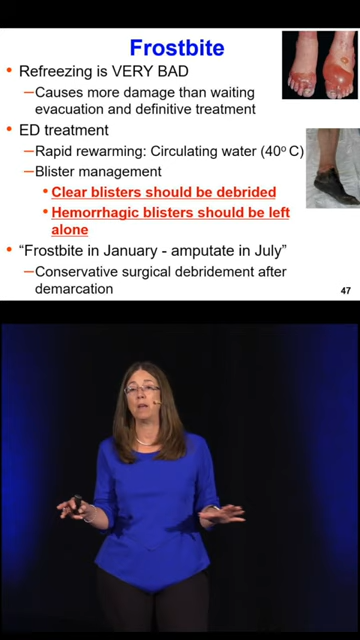 Frostbite
• Refreezing is VERY BAD
–Causes more damage than waiting
evacuation and definitive treatment
• ED treatment
–Rapid rewarming: Circulating water (40º C)
–Blister management
• Clear blisters should be debrided
• Hemorrhagic blisters should be left
alone
• “Frostbite in January - amputate in July”
–Conservative surgical debridement after
demarcation
47